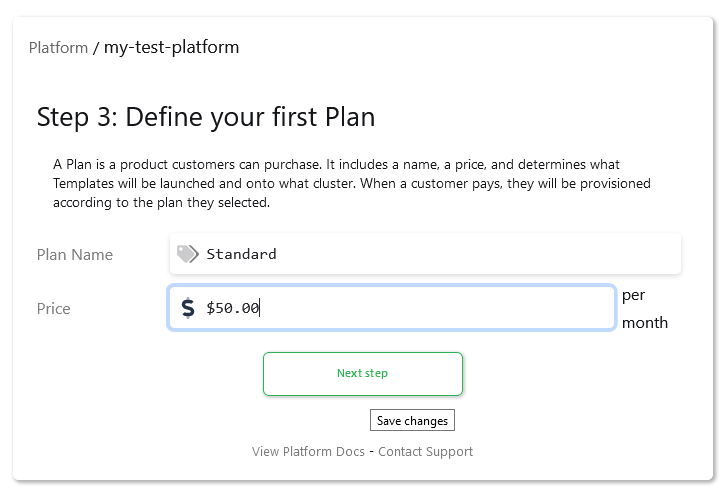 Platform / my-test-platform
Step 3: Define your first Plan
A Plan is a product customers can purchase. It includes a name, a price, and determines what
Templates will be launched and onto what cluster. When a customer pays, they will be provisioned
according to the plan they selected.
Plan Name
Standard
Price
$ $50.00
per
month
Next step
Save changes
View Platform Docs - Contact Support